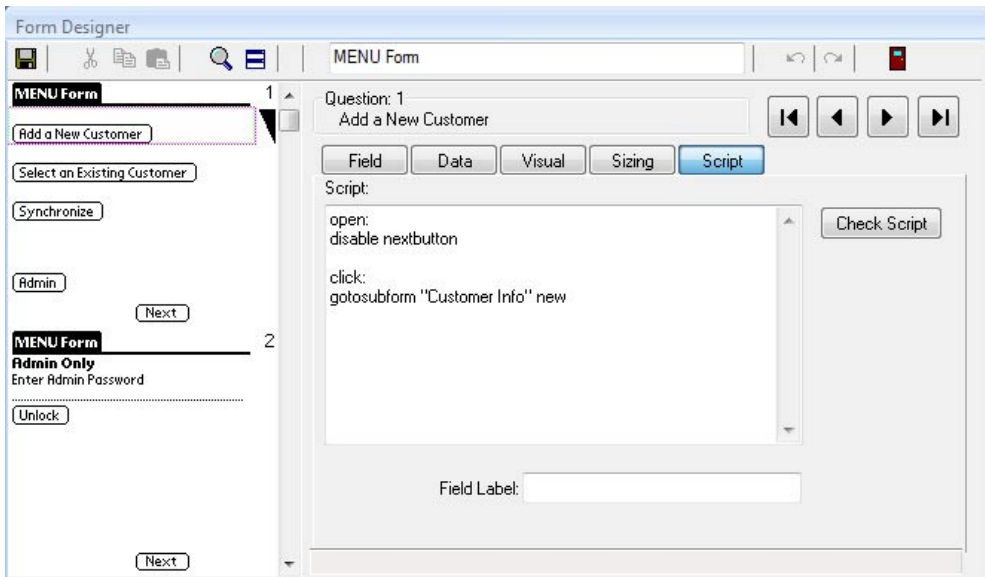 Form Designer
MENU Form
MENU Form 1
Add a New Customer
Select an Existing Customer
Synchronize
Admin
Next
MENU Form 2
Admin Only
Enter Admin Password
Unlock
Next
Question: 1
Add a New Customer
Field Data Visual Sizing Script
Script:
open:
disable nextbutton
click:
gotosubform "Customer Info" new
Check Script
Field Label: